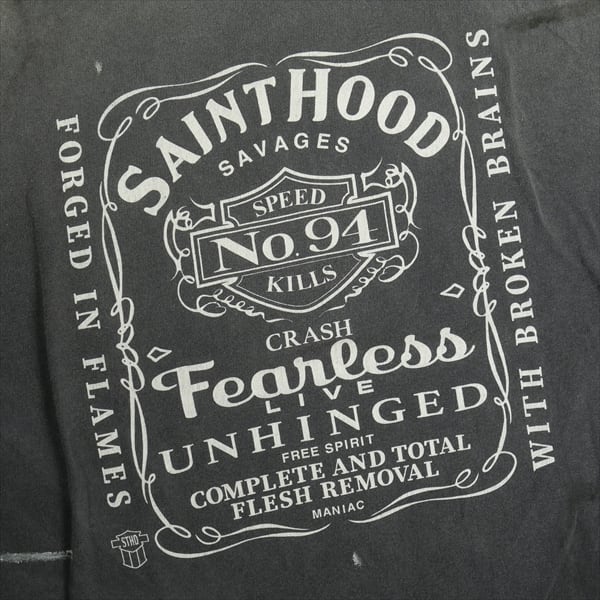 SAINTHOOD
SAVAGES
SPEED
No. 94
KILLS
CRASH
Fearless
LIVE
UNHINGED
FREE SPIRIT
COMPLETE AND TOTAL
FLESH REMOVAL
MANIAC
FORGED IN FLAMES
WITH BROKEN BRAINS
STHD